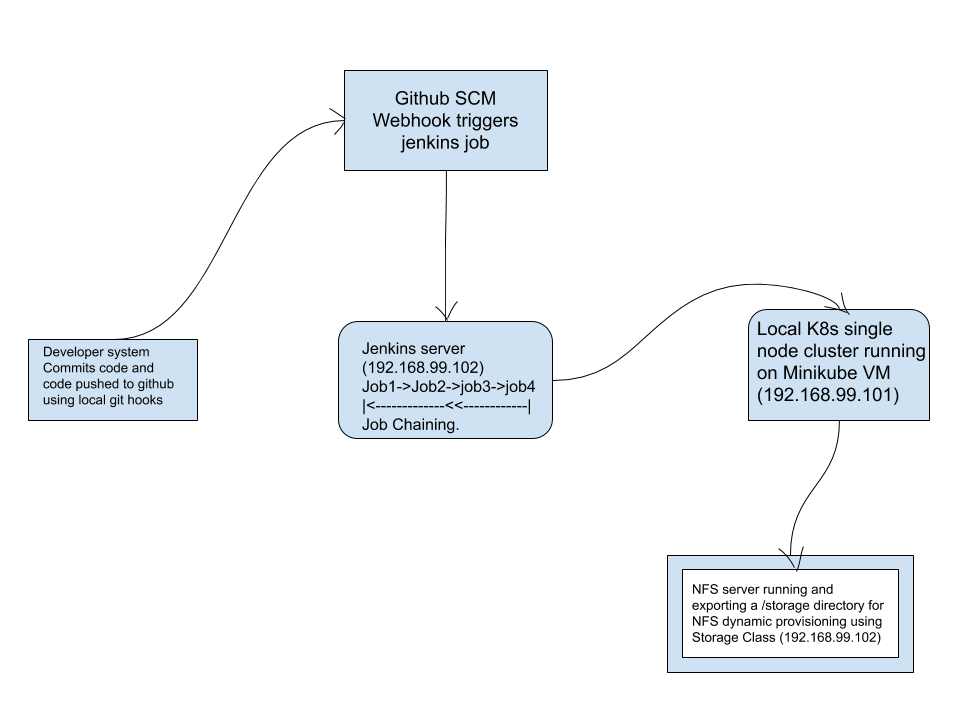 Github SCM
Webhook triggers
jenkins job
Developer system
Commits code and
code pushed to github
using local git hooks
Jenkins server
(192.168.99.102)
Job1->Job2->job3->job4
|<-------------<<------------|
Job Chaining.
Local K8s single
node cluster running
on Minikube VM
(192.168.99.101)
NFS server running and
exporting a /storage directory for
NFS dynamic provisioning using
Storage Class (192.168.99.102)